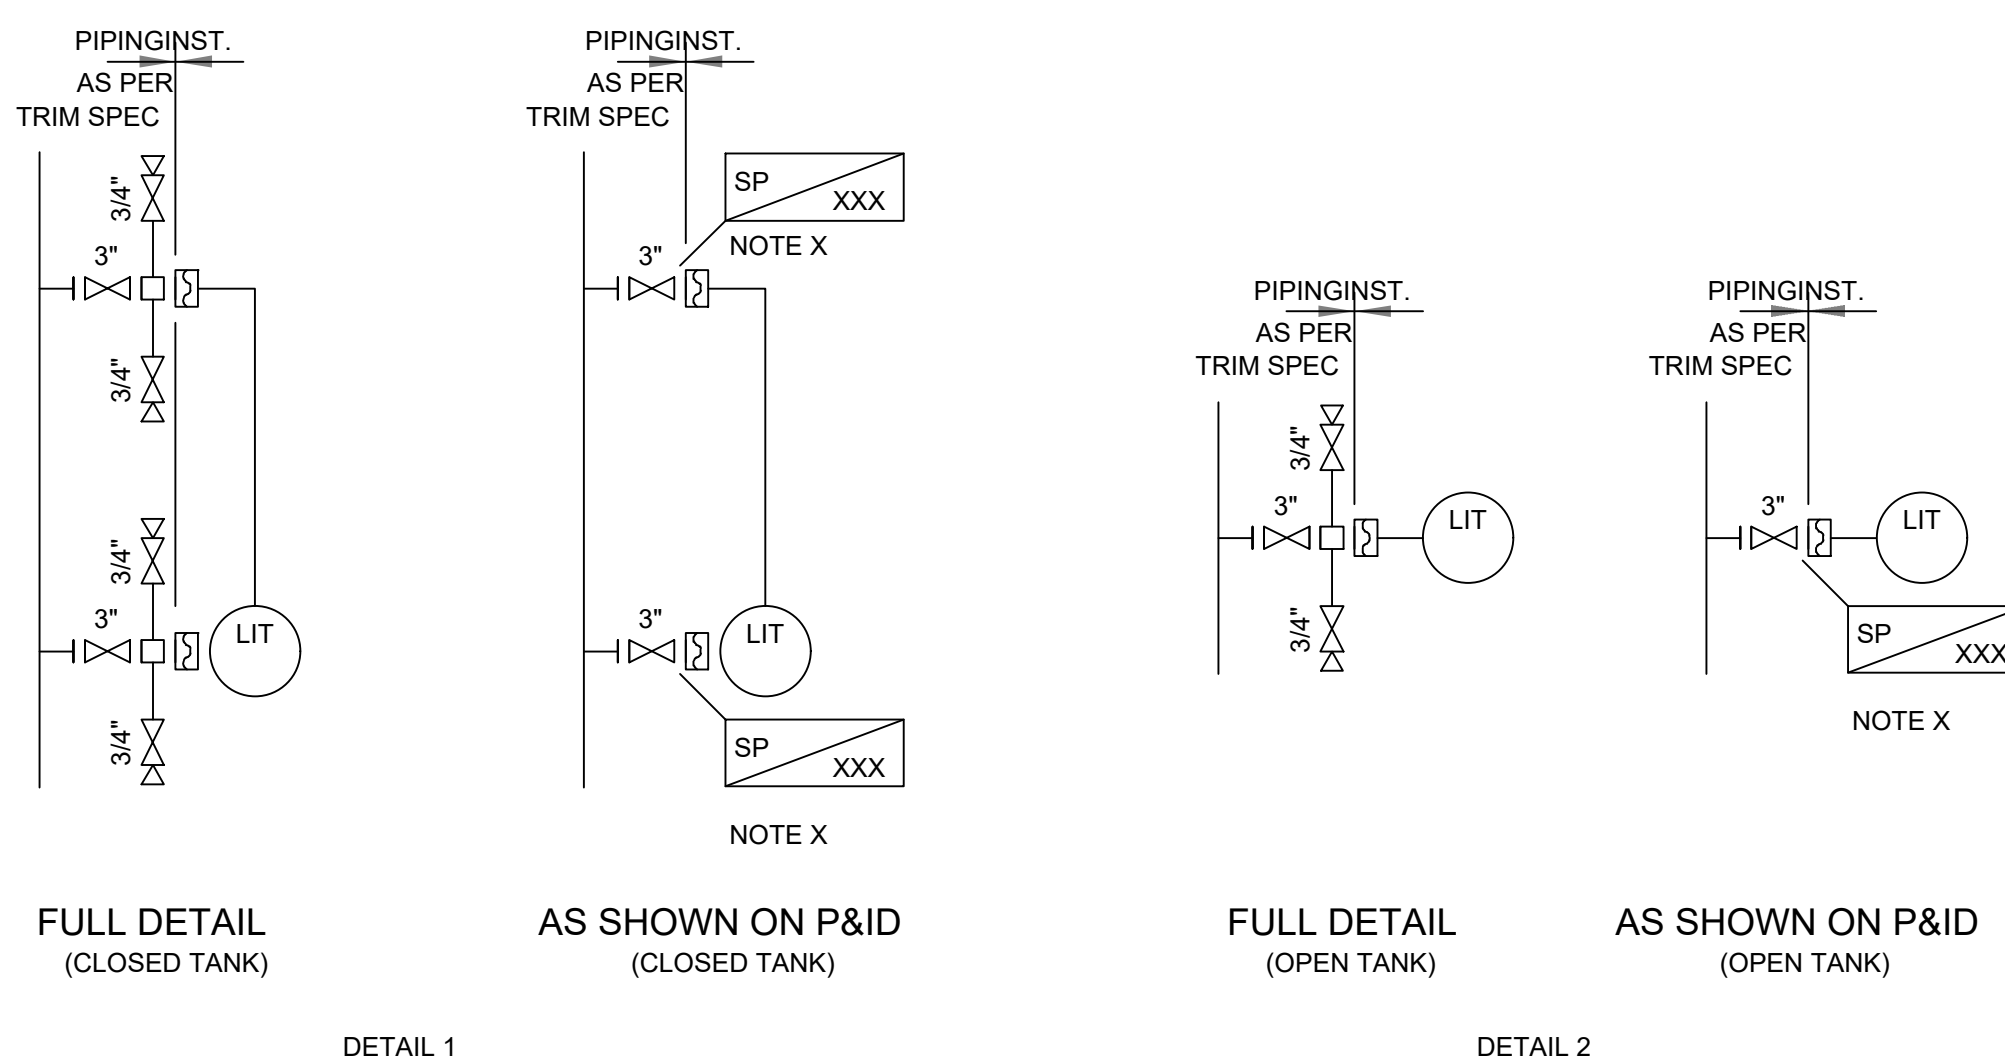 PIPINGINST.
AS PER
TRIM SPEC
3/4"
3"
3/4"
3/4"
3"
LIT
3/4"
FULL DETAIL
(CLOSED TANK)
PIPINGINST.
AS PER
TRIM SPEC
SP
XXX
NOTE X
3"
3"
LIT
SP
XXX
NOTE X
AS SHOWN ON P&ID
(CLOSED TANK)
DETAIL 1
PIPINGINST.
AS PER
TRIM SPEC
3/4"
3"
LIT
3/4"
FULL DETAIL
(OPEN TANK)
PIPINGINST.
AS PER
TRIM SPEC
3"
LIT
SP
XXX
NOTE X
AS SHOWN ON P&ID
(OPEN TANK)
DETAIL 2